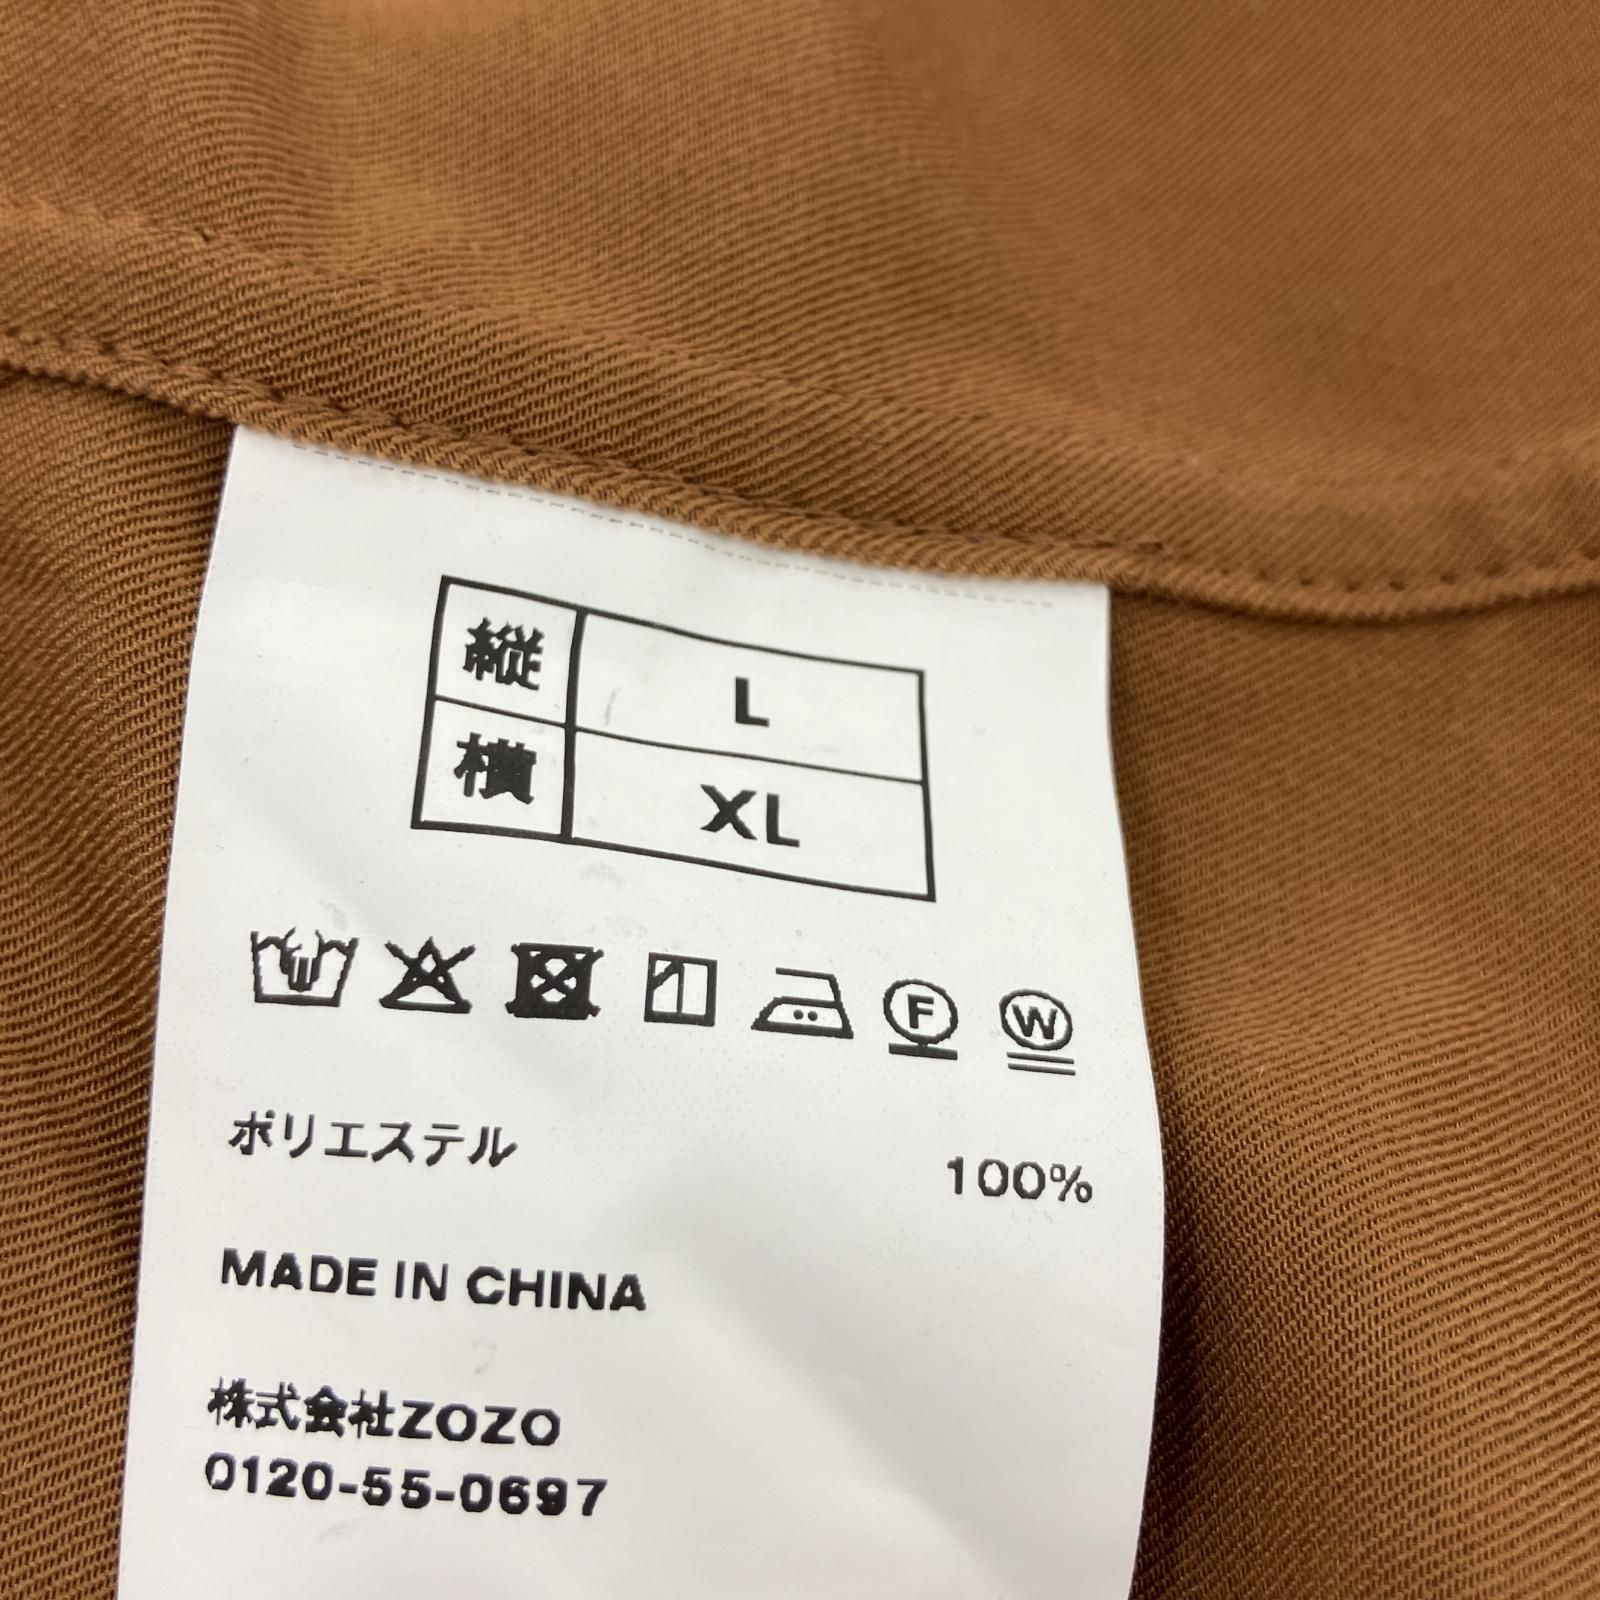 縦 L
横 XL
F W
ポリエステル 100%
MADE IN CHINA
株式会社ZOZO
0120-55-0697